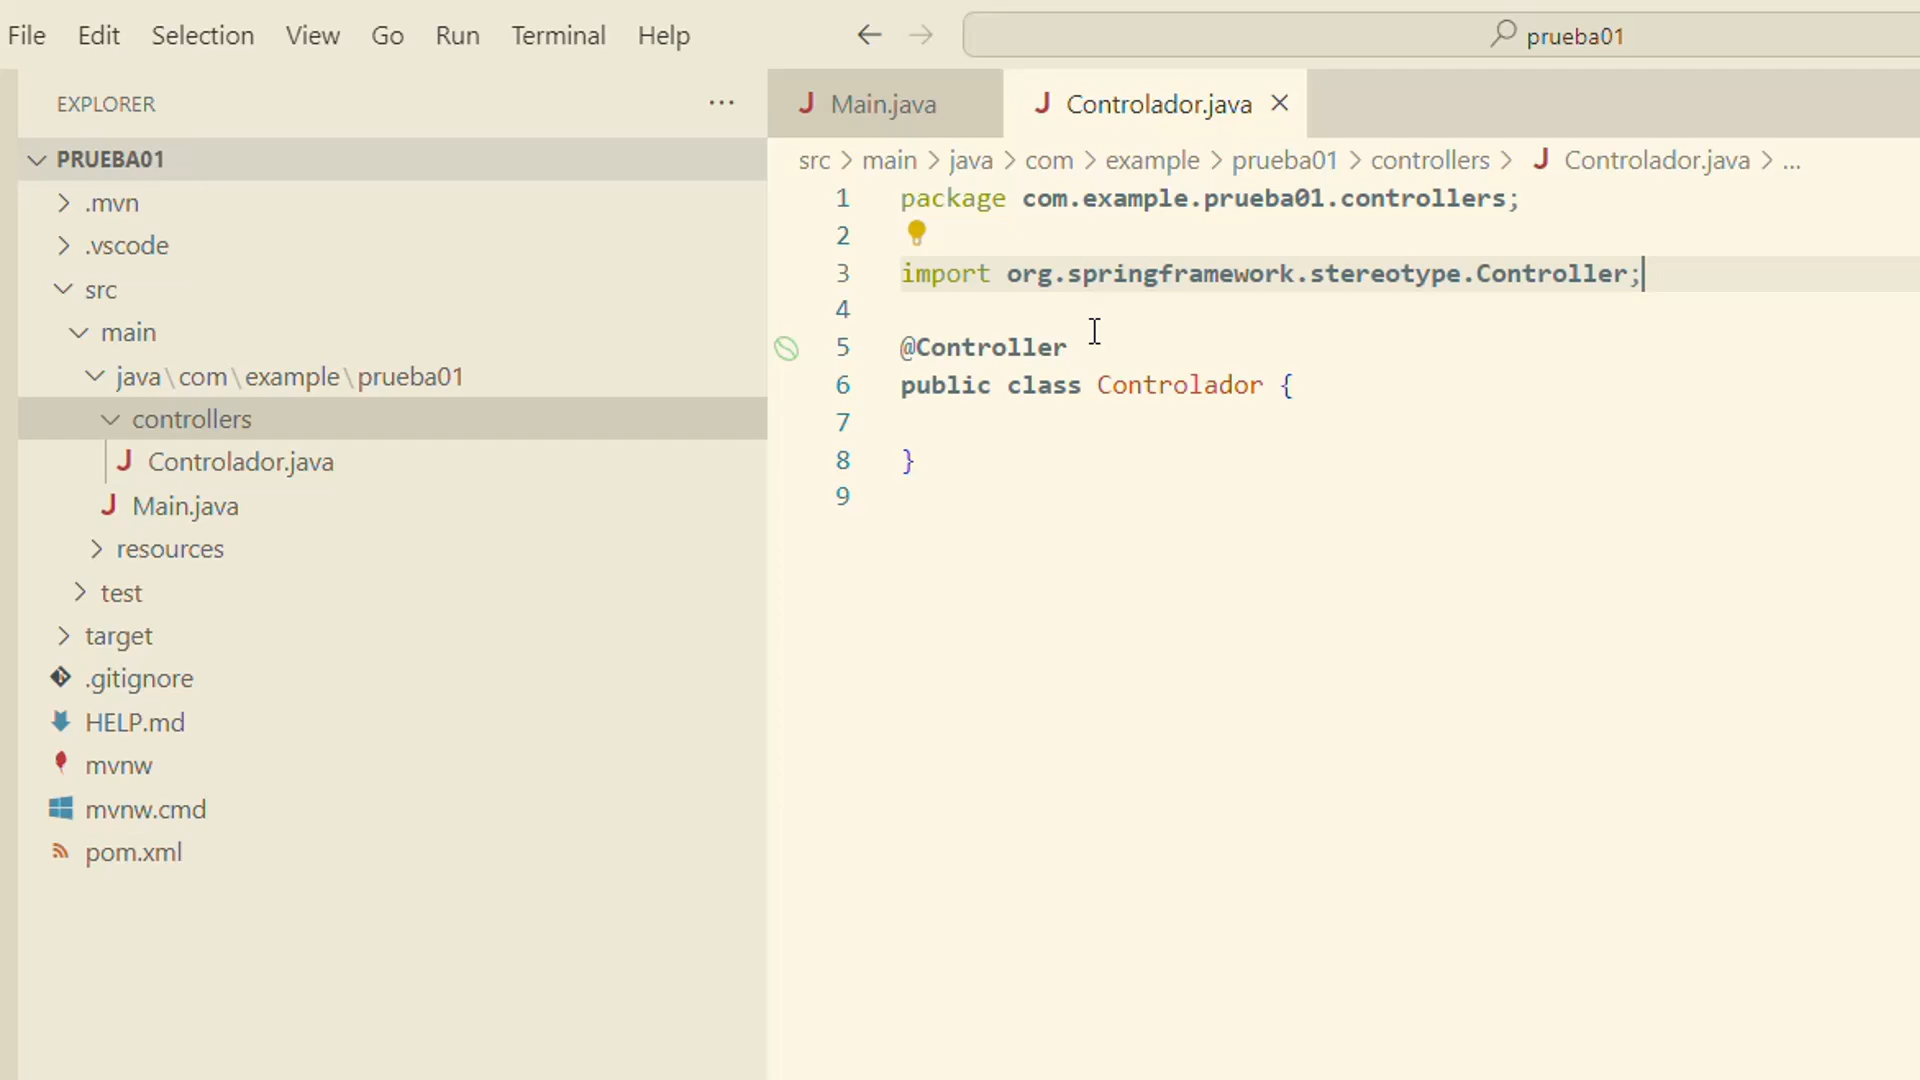 File Edit Selection View Go Run Terminal Help
prueba01
EXPLORER
PRUEBA01
.mvn
.vscode
src
main
java\com\example\prueba01
controllers
Controlador.java
Main.java
resources
test
target
.gitignore
HELP.md
mvnw
mvnw.cmd
pom.xml
Main.java Controlador.java
src > main > java > com > example > prueba01 > controllers > Controlador.java > ...
1 package com.example.prueba01.controllers;
2
3 import org.springframework.stereotype.Controller;
4
5 @Controller
6 public class Controlador {
7
8 }
9